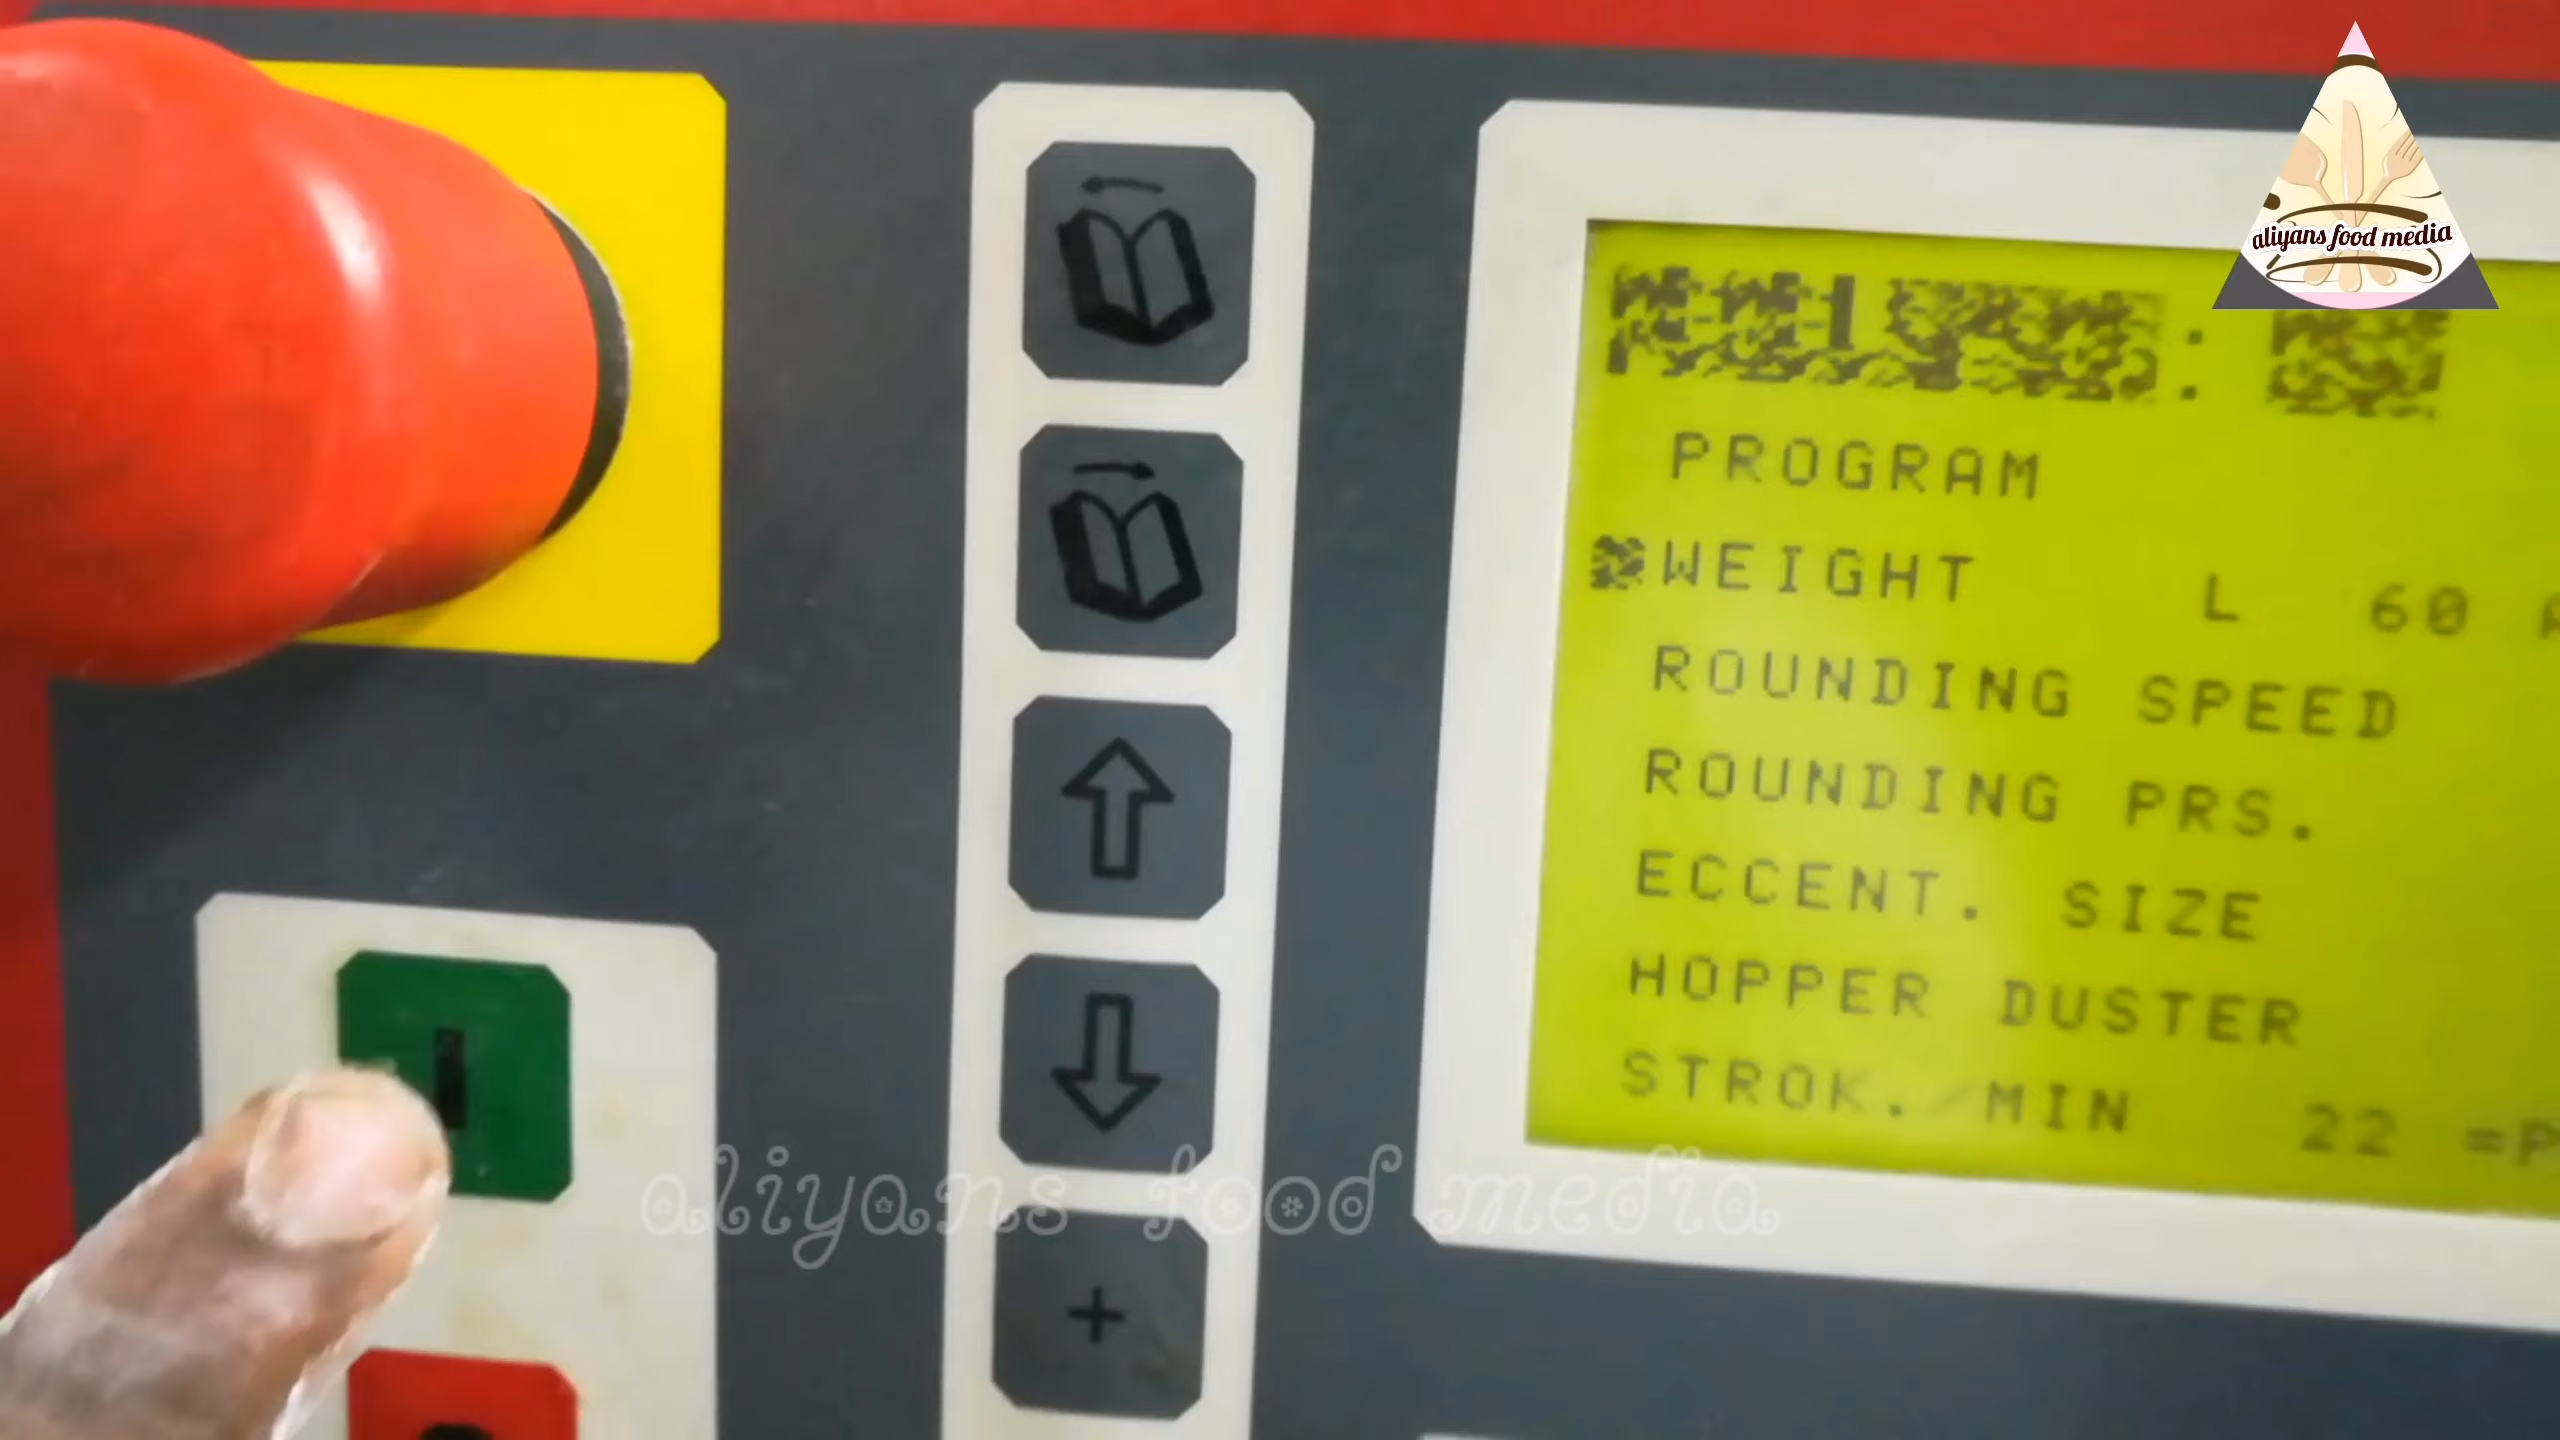 aliyans food media
PROGRAM
WEIGHT L 60
ROUNDING SPEED
ROUNDING PRS.
ECCENT. SIZE
HOPPER DUSTER
STROK./MIN 22 =P
I
+
aliyans food media